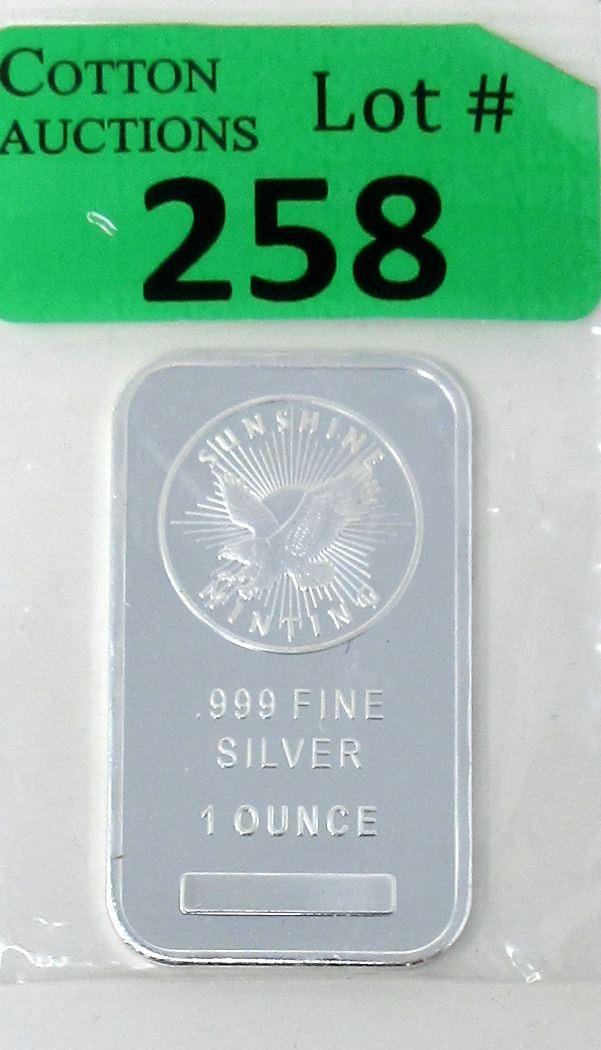 COTTON
AUCTIONS
Lot #
258
SUNSHINE
MINTING
.999 FINE
SILVER
1 OUNCE